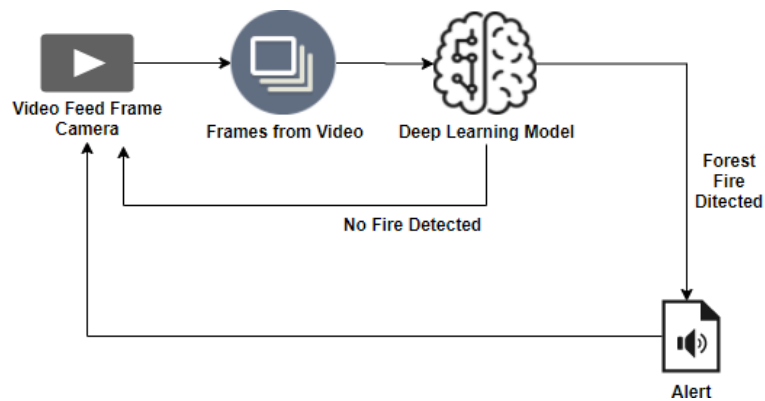 Video Feed Frame
Camera
Frames from Video
Deep Learning Model
Forest
Fire
Ditected
No Fire Detected
Alert